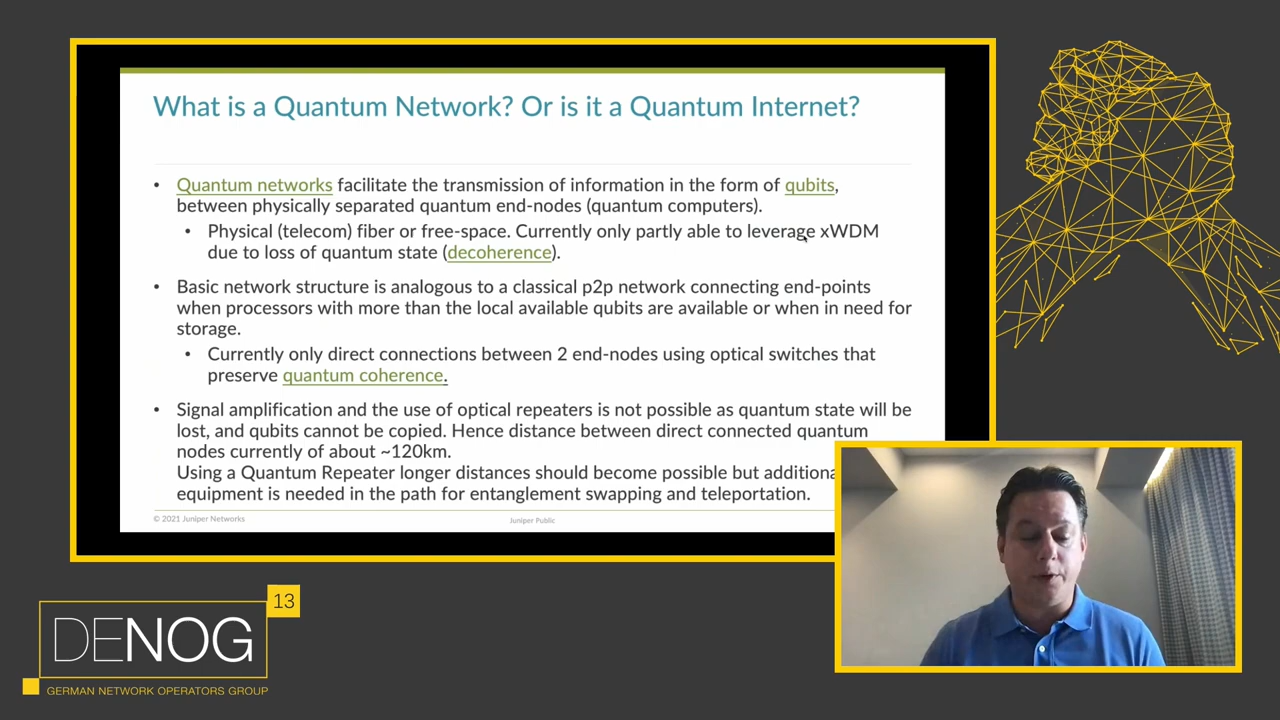 What is a Quantum Network? Or is it a Quantum Internet?
• Quantum networks facilitate the transmission of information in the form of qubits,
between physically separated quantum end-nodes (quantum computers).
• Physical (telecom) fiber or free-space. Currently only partly able to leverage xWDM
due to loss of quantum state (decoherence).
• Basic network structure is analogous to a classical p2p network connecting end-points
when processors with more than the local available qubits are available or when in need for
storage.
• Currently only direct connections between 2 end-nodes using optical switches that
preserve quantum coherence.
• Signal amplification and the use of optical repeaters is not possible as quantum state will be
lost, and qubits cannot be copied. Hence distance between direct connected quantum
nodes currently of about ~120km.
Using a Quantum Repeater longer distances should become possible but additiona
equipment is needed in the path for entanglement swapping and teleportation.
© 2021 Juniper Networks
Juniper Public
13
DENOG
GERMAN NETWORK OPERATORS GROUP